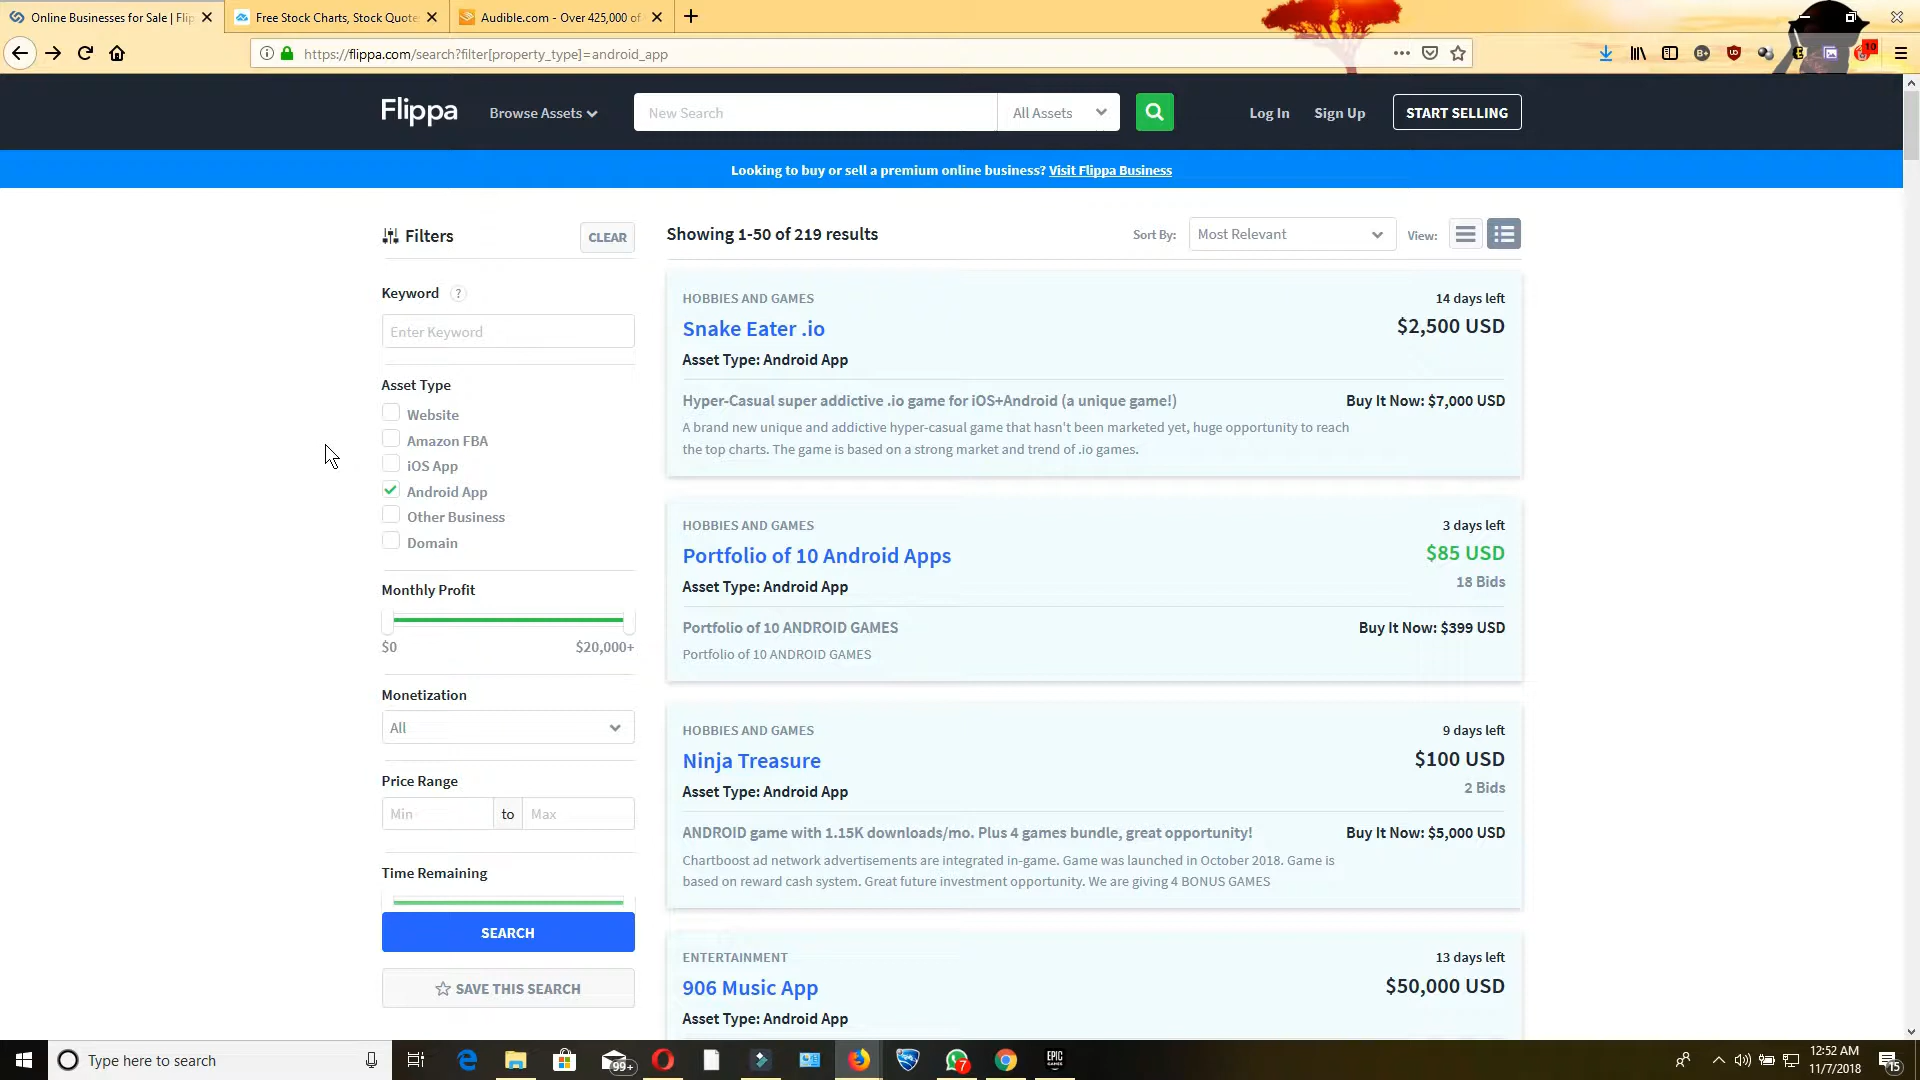 Online Businesses for Sale | Flip
Free Stock Charts, Stock Quote
Audible.com - Over 425,000 of
https://flippa.com/search?filter[property_type]=android_app
10
Flippa
Browse Assets
New Search
All Assets
Log In
Sign Up
START SELLING
Looking to buy or sell a premium online business? Visit Flippa Business
Filters
CLEAR
Keyword ?
Enter Keyword
Asset Type
Website
Amazon FBA
iOS App
Android App
Other Business
Domain
Monthly Profit
$0
$20,000+
Monetization
All
Price Range
Min
to
Max
Time Remaining
SEARCH
SAVE THIS SEARCH
Showing 1-50 of 219 results
Sort By:
Most Relevant
View:
HOBBIES AND GAMES
14 days left
Snake Eater .io
$2,500 USD
Asset Type: Android App
Hyper-Casual super addictive .io game for iOS+Android (a unique game!)
Buy It Now: $7,000 USD
A brand new unique and addictive hyper-casual game that hasn't been marketed yet, huge opportunity to reach
the top charts. The game is based on a strong market and trend of .io games.
HOBBIES AND GAMES
3 days left
Portfolio of 10 Android Apps
$85 USD
Asset Type: Android App
18 Bids
Portfolio of 10 ANDROID GAMES
Buy It Now: $399 USD
Portfolio of 10 ANDROID GAMES
HOBBIES AND GAMES
9 days left
Ninja Treasure
$100 USD
Asset Type: Android App
2 Bids
ANDROID game with 1.15K downloads/mo. Plus 4 games bundle, great opportunity!
Buy It Now: $5,000 USD
Chartboost ad network advertisements are integrated in-game. Game was launched in October 2018. Game is
based on reward cash system. Great future investment opportunity. We are giving 4 BONUS GAMES
ENTERTAINMENT
13 days left
906 Music App
$50,000 USD
Asset Type: Android App
Type here to search
99+
7
EPIC
GAMES
12:52 AM
11/7/2018
15